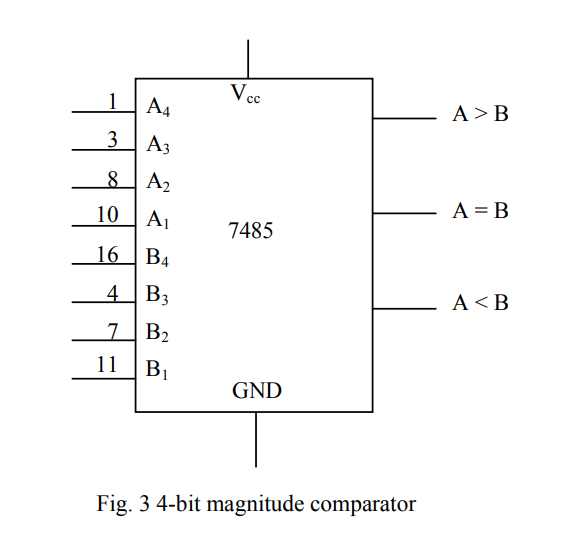 Vcc
1 A4 A > B
3 A3
8 A2
10 A1 A = B
7485
16 B4
4 B3 A < B
7 B2
11 B1
GND
Fig. 3 4-bit magnitude comparator